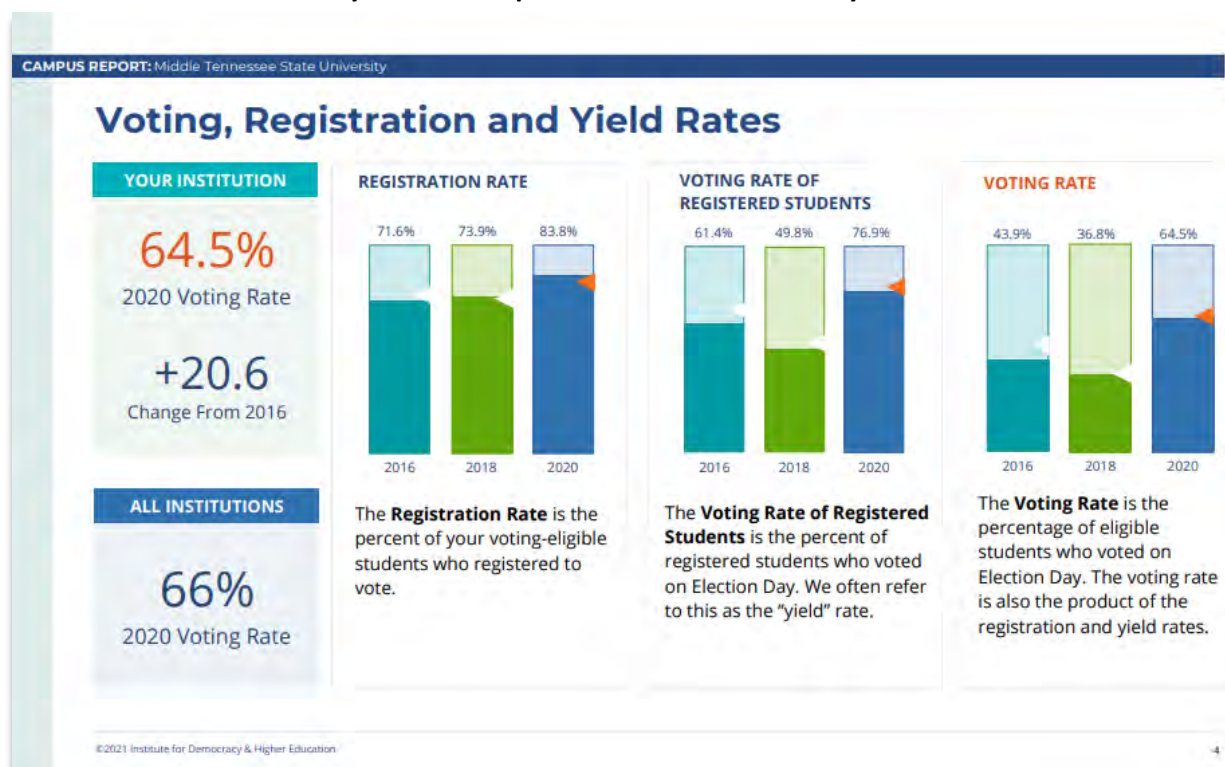 CAMPUS REPORT: Middle Tennessee State University
Voting, Registration and Yield Rates
YOUR INSTITUTION
64.5%
2020 Voting Rate
+20.6
Change From 2016
ALL INSTITUTIONS
66%
2020 Voting Rate
REGISTRATION RATE
71.6% 73.9% 83.8%
2016 2018 2020
The Registration Rate is the
percent of your voting-eligible
students who registered to
vote.
VOTING RATE OF
REGISTERED STUDENTS
61.4% 49.8% 76.9%
2016 2018 2020
The Voting Rate of Registered
Students is the percent of
registered students who voted
on Election Day. We often refer
to this as the “yield” rate.
VOTING RATE
43.9% 36.8% 64.5%
2016 2018 2020
The Voting Rate is the
percentage of eligible
students who voted on
Election Day. The voting rate
is also the product of the
registration and yield rates.
©2021 Institute for Democracy & Higher Education
4